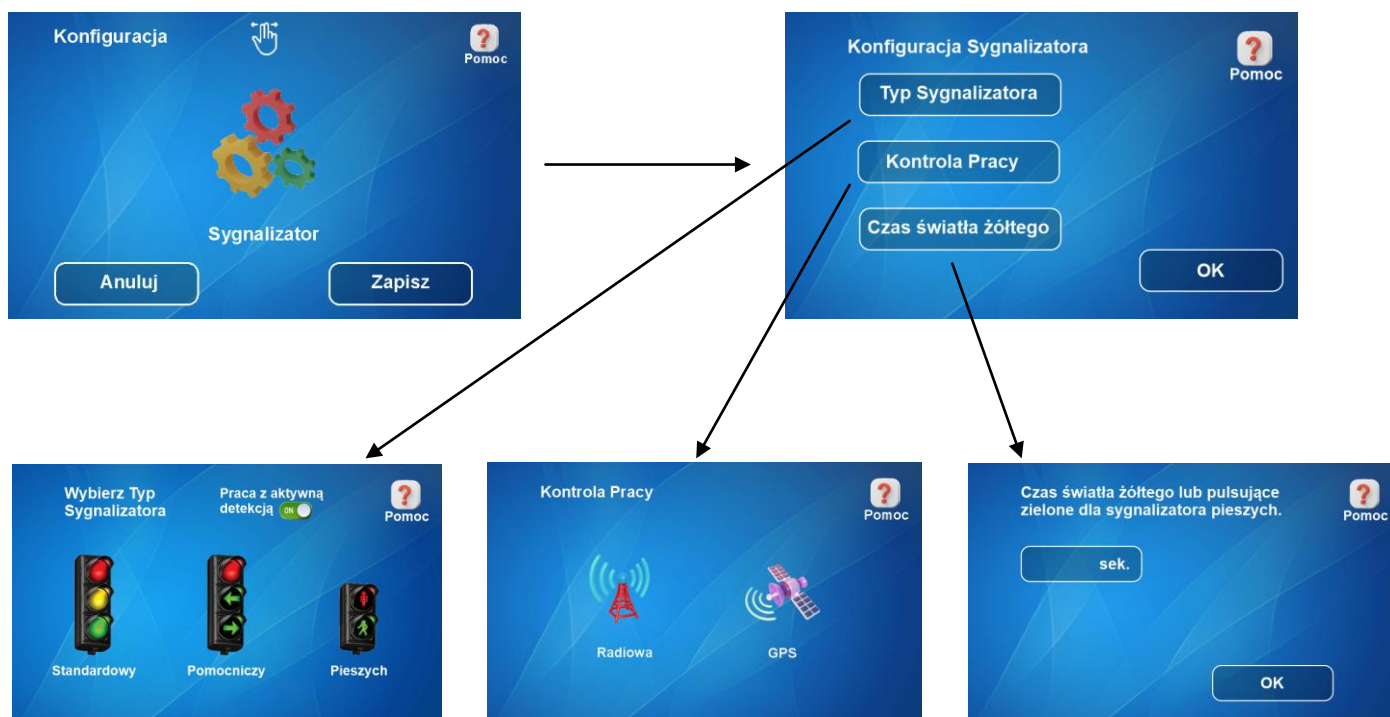 Konfiguracja
Pomoc
Sygnalizator
Anuluj
Zapisz
Konfiguracja Sygnalizatora
Pomoc
Typ Sygnalizatora
Kontrola Pracy
Czas światła żółtego
OK
Wybierz Typ
Sygnalizatora
Praca z aktywną
detekcją ON
Pomoc
Standardowy
Pomocniczy
Pieszych
Kontrola Pracy
Pomoc
Radiowa
GPS
Czas światła żółtego lub pulsujące
zielone dla sygnalizatora pieszych.
Pomoc
sek.
OK